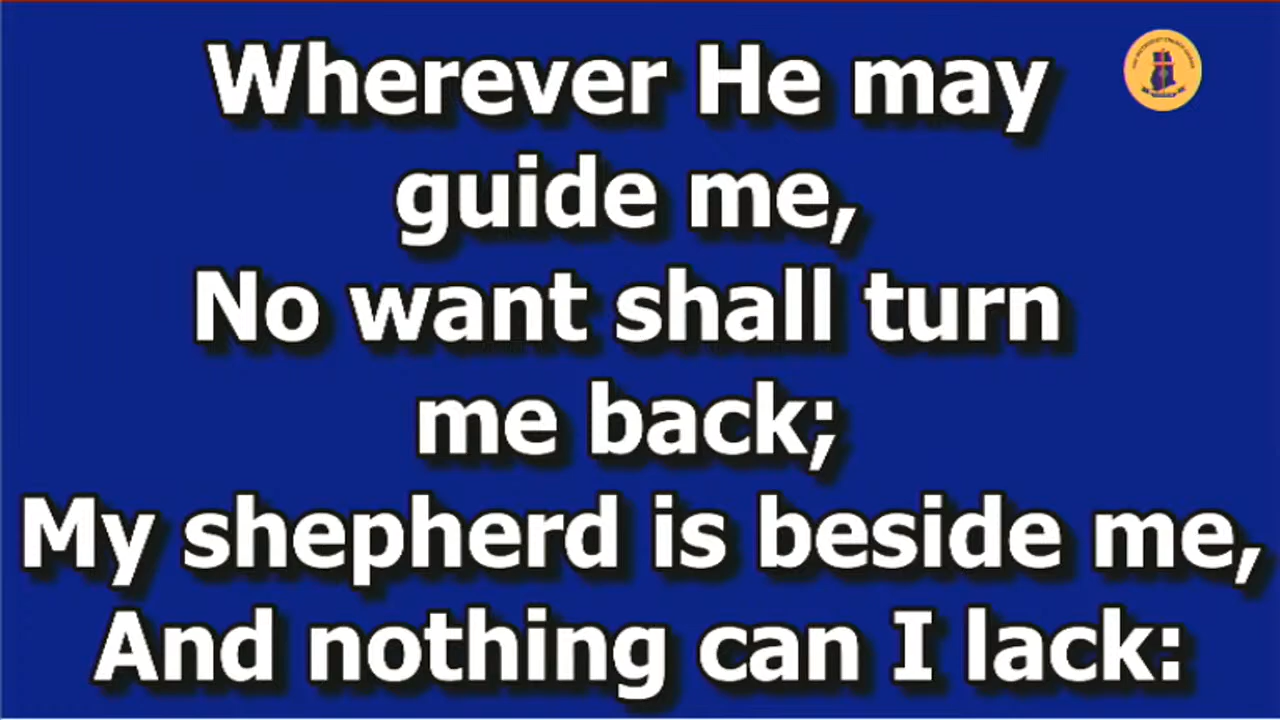 Wherever He may
guide me,
No want shall turn
me back;
My shepherd is beside me,
And nothing can I lack: